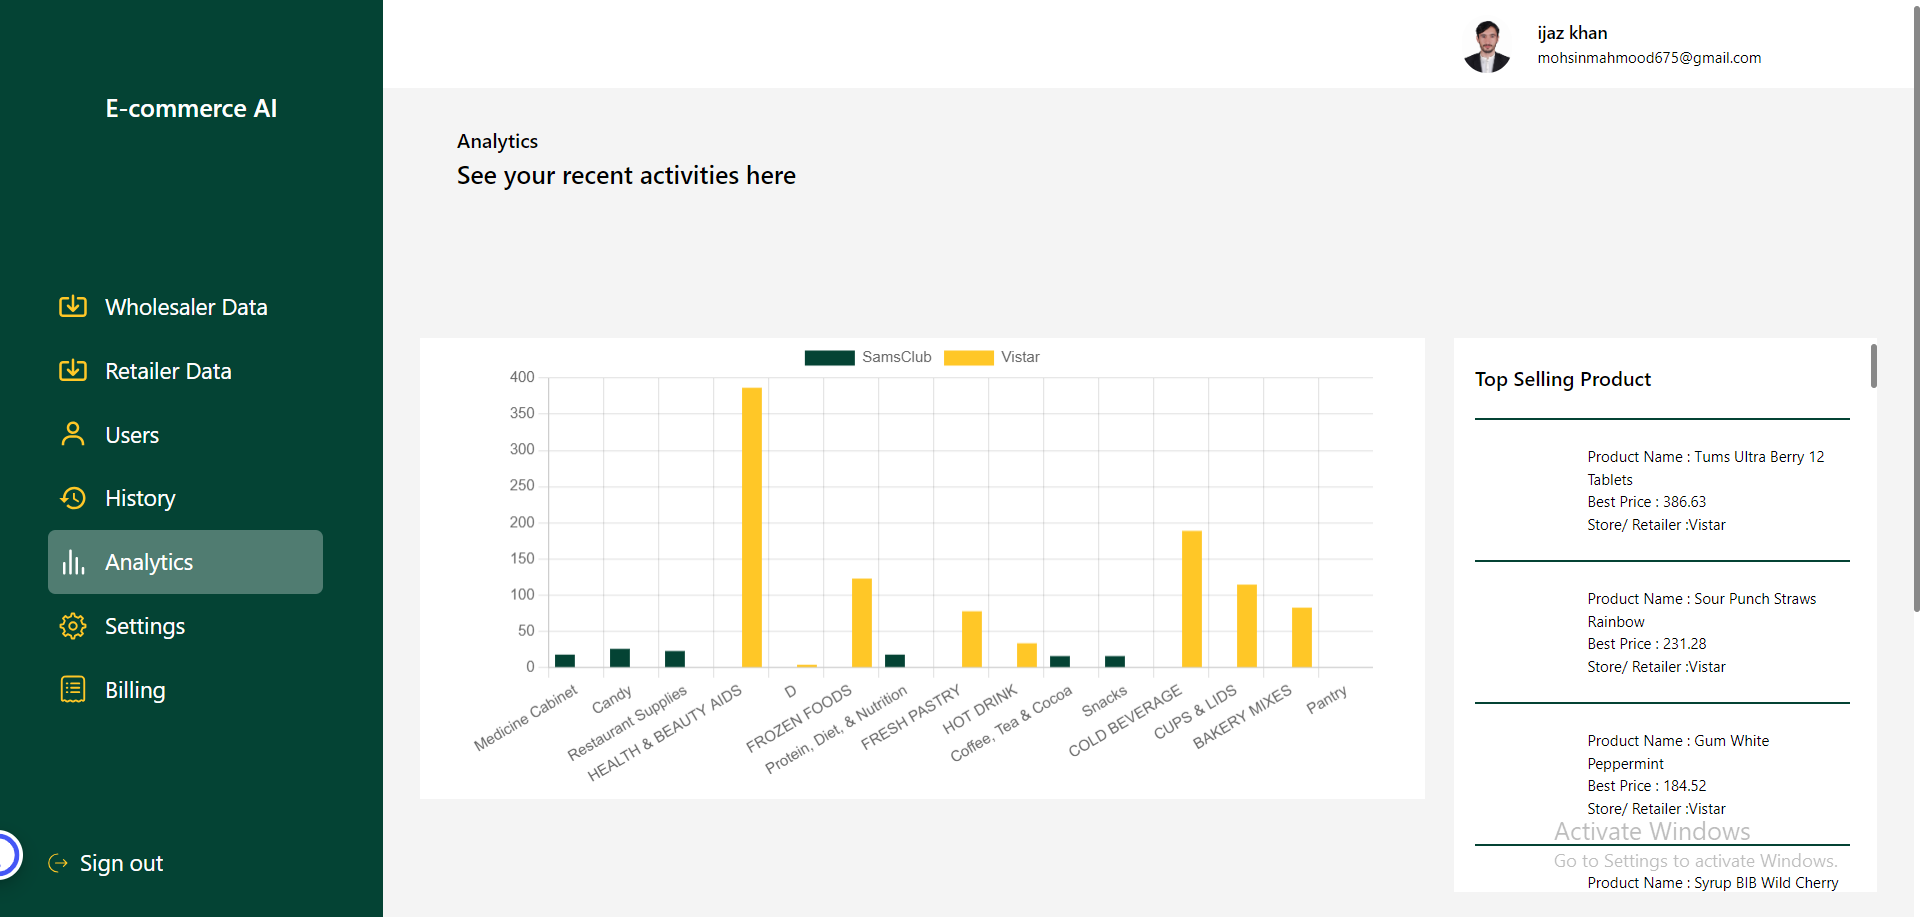 E-commerce AI
Wholesaler Data
Retailer Data
Users
History
Analytics
Settings
Billing
Sign out
ijaz khan
mohsinmahmood675@gmail.com
Analytics
See your recent activities here
SamsClub
Vistar
400
350
300
250
200
150
100
50
0
Medicine Cabinet
Candy
Restaurant Supplies
HEALTH & BEAUTY AIDS
D
FROZEN FOODS
Protein, Diet, & Nutrition
FRESH PASTRY
HOT DRINK
Coffee, Tea & Cocoa
Snacks
COLD BEVERAGE
CUPS & LIDS
BAKERY MIXES
Pantry
Top Selling Product
Product Name : Tums Ultra Berry 12
Tablets
Best Price : 386.63
Store/ Retailer :Vistar
Product Name : Sour Punch Straws
Rainbow
Best Price : 231.28
Store/ Retailer :Vistar
Product Name : Gum White
Peppermint
Best Price : 184.52
Store/ Retailer :Vistar
Activate Windows
Go to Settings to activate Windows.
Product Name : Syrup BIB Wild Cherry